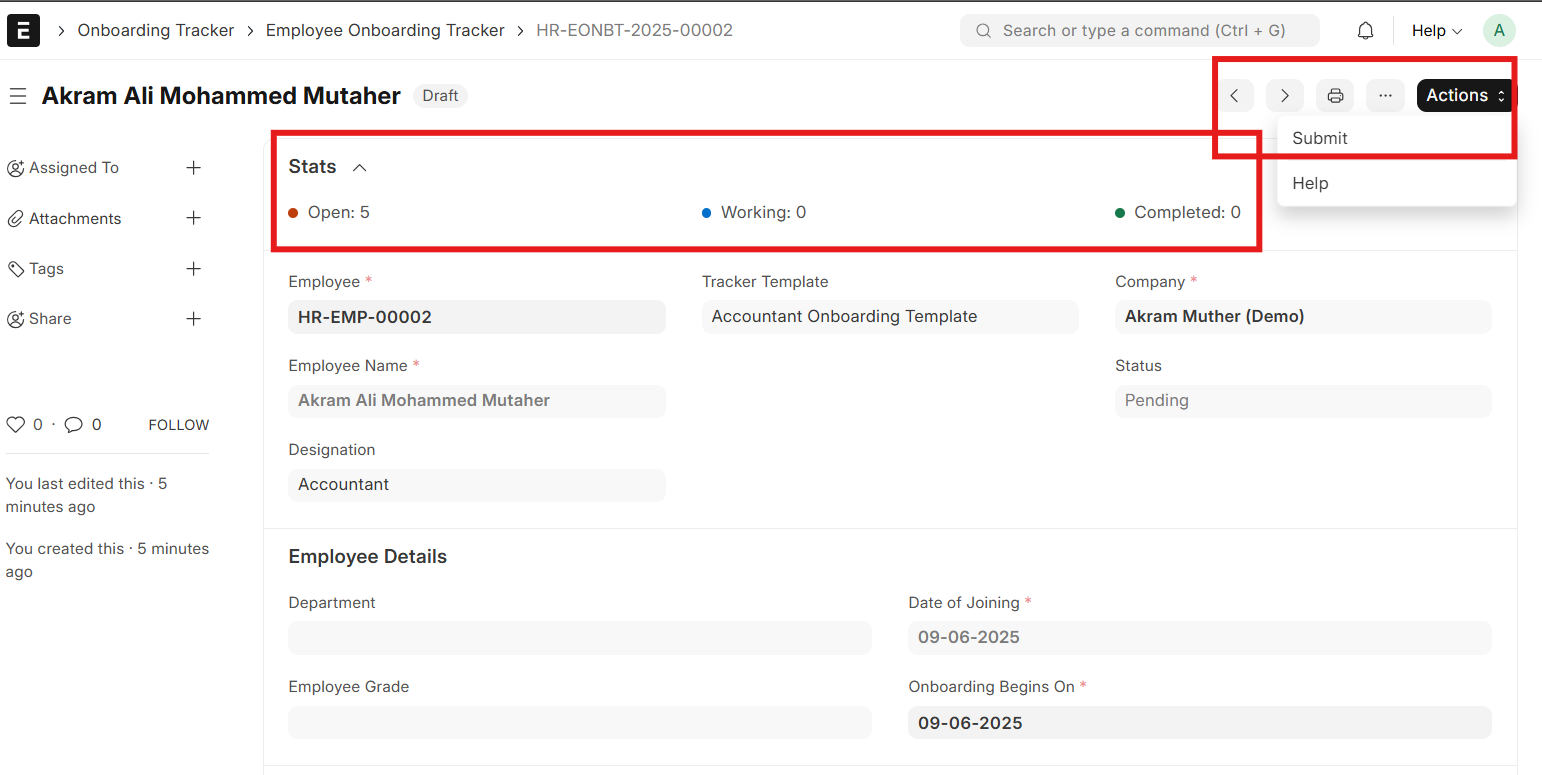 E Onboarding Tracker Employee Onboarding Tracker HR-EONBT-2025-00002 Search or type a command (Ctrl + G) Help A
Akram Ali Mohammed Mutaher Draft ... Actions
Submit
Help
Assigned To
Attachments
Tags
Share
0 · 0 FOLLOW
You last edited this · 5
minutes ago
You created this · 5 minutes
ago
Stats
Open: 5 Working: 0 Completed: 0
Employee * Tracker Template Company *
HR-EMP-00002 Accountant Onboarding Template Akram Muther (Demo)
Employee Name * Status
Akram Ali Mohammed Mutaher Pending
Designation
Accountant
Employee Details
Department Date of Joining *
09-06-2025
Employee Grade Onboarding Begins On *
09-06-2025